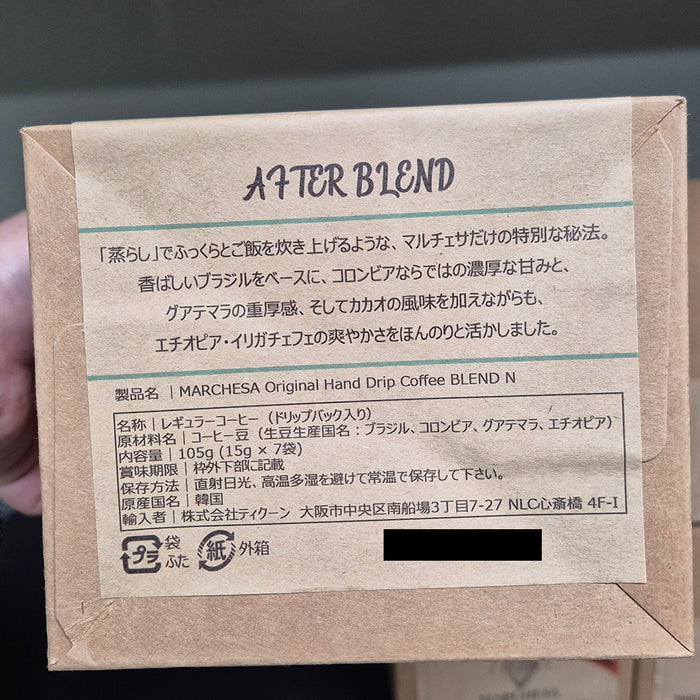 AFTER BLEND
「蒸らし」でふっくらとご飯を炊き上げるような、マルチェサだけの特別な秘法。
香ばしいブラジルをベースに、コロンビアならではの濃厚な甘みと、
グアテマラの重厚感、そしてカカオの風味を加えながらも、
エチオピア・イリガチェフェの爽やかさをほんのりと活かしました。
製品名 | MARCHESA Original Hand Drip Coffee BLEND N
名称 | レギュラーコーヒー（ドリップバック入り）
原材料名 | コーヒー豆（生豆生産国名：ブラジル、コロンビア、グアテマラ、エチオピア）
内容量 | 105g (15g × 7袋)
賞味期限 | 枠外下部に記載
保存方法 | 直射日光、高温多湿を避けて常温で保存して下さい。
原産国名 | 韓国
輸入者 | 株式会社ティクーン 大阪市中央区南船場3丁目7-27 NLC心斎橋 4F-I
プラ 袋 ふた 紙 外箱